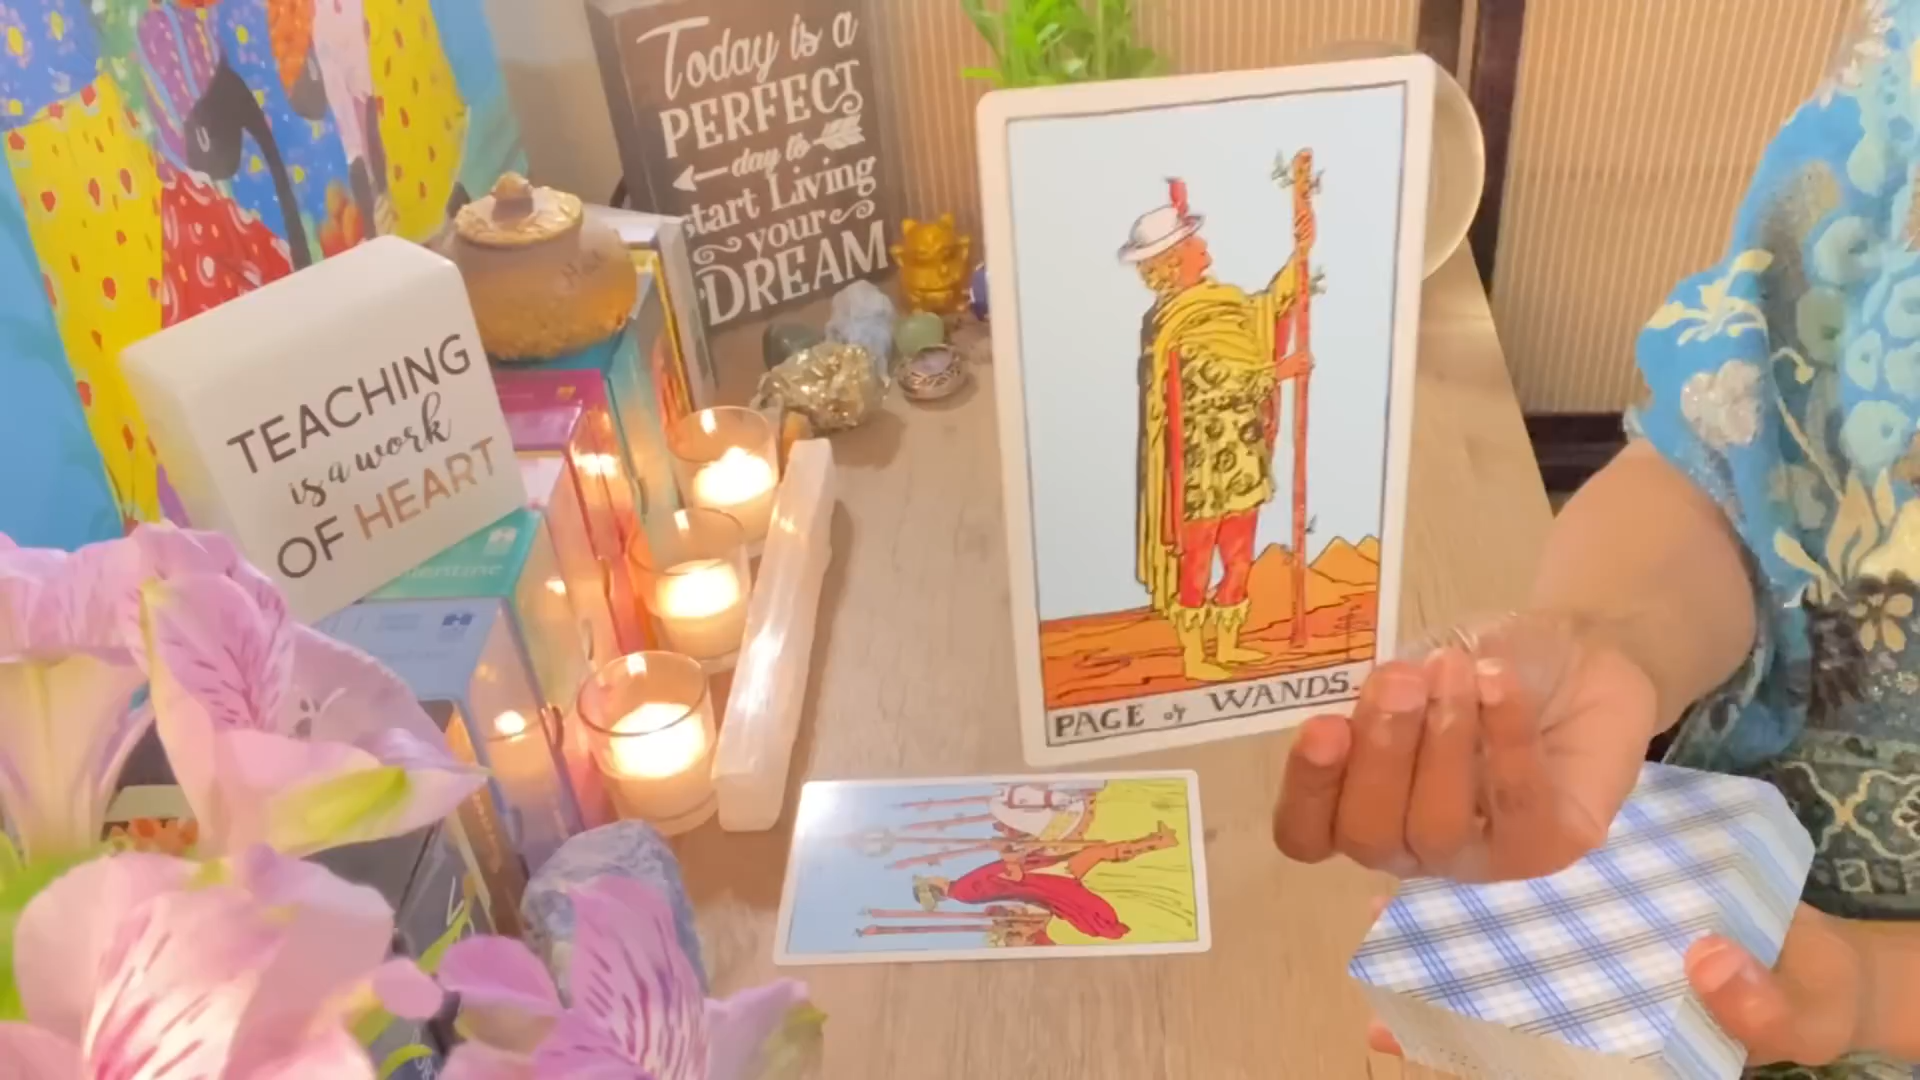 Today is a
PERFECT
day to
start Living
your
DREAM
TEACHING
is a work
OF HEART
PAGE of WANDS.